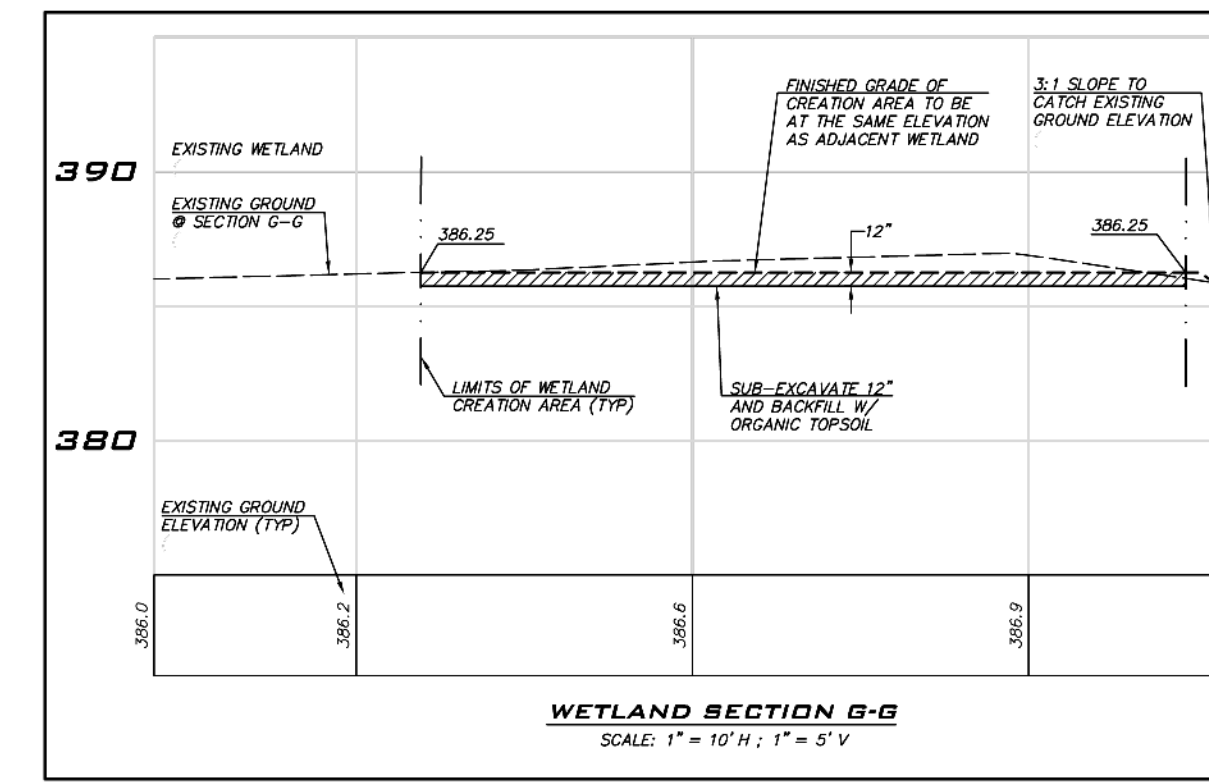 FINISHED GRADE OF
CREATION AREA TO BE
AT THE SAME ELEVATION
AS ADJACENT WETLAND
3:1 SLOPE TO
CATCH EXISTING
GROUND ELEVATION
EXISTING WETLAND
390
EXISTING GROUND
@ SECTION G-G
386.25
12"
386.25
LIMITS OF WETLAND
CREATION AREA (TYP)
SUB-EXCAVATE 12"
AND BACKFILL W/
ORGANIC TOPSOIL
380
EXISTING GROUND
ELEVATION (TYP)
386.0
386.2
386.6
386.9
WETLAND SECTION G-G
SCALE: 1" = 10' H ; 1" = 5' V